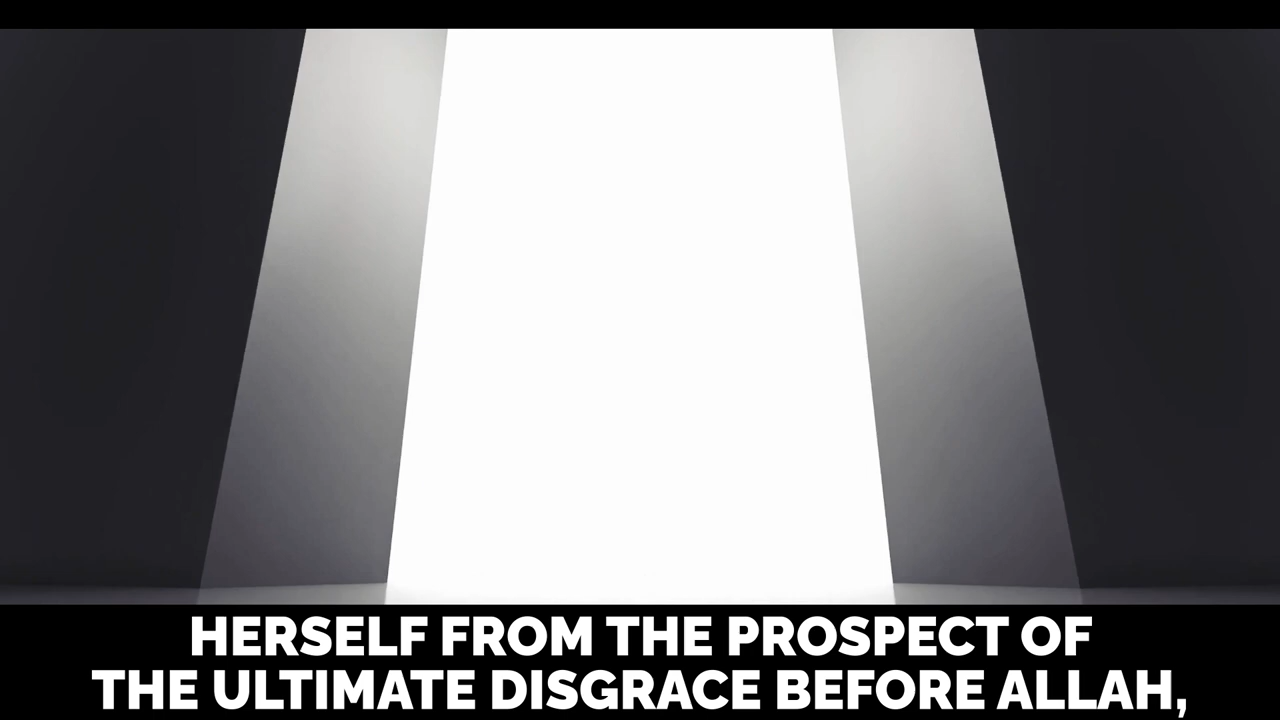 HERSELF FROM THE PROSPECT OF
THE ULTIMATE DISGRACE BEFORE ALLAH,